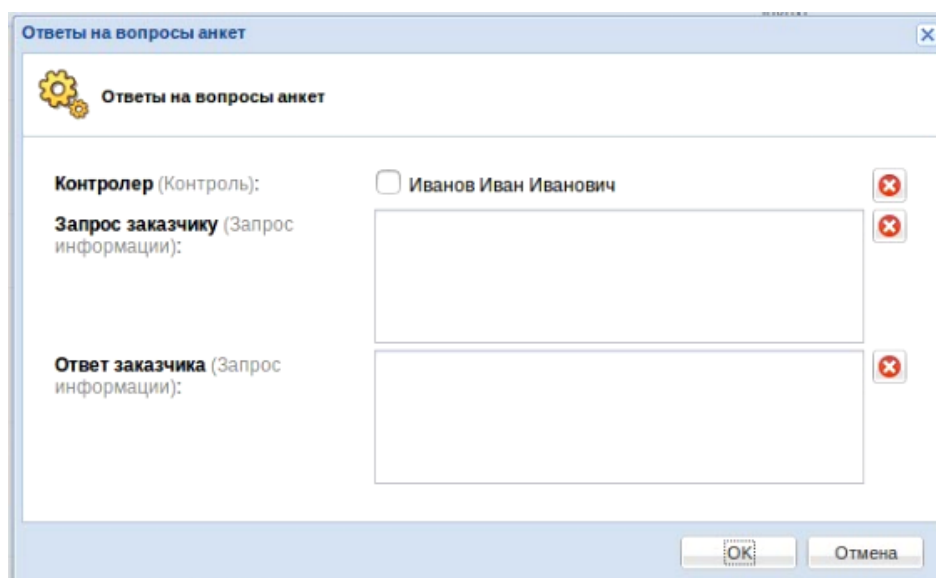 Ответы на вопросы анкет
Ответы на вопросы анкет
Контролер (Контроль): Иванов Иван Иванович
Запрос заказчику (Запрос
информации):
Ответ заказчика (Запрос
информации):
OK Отмена